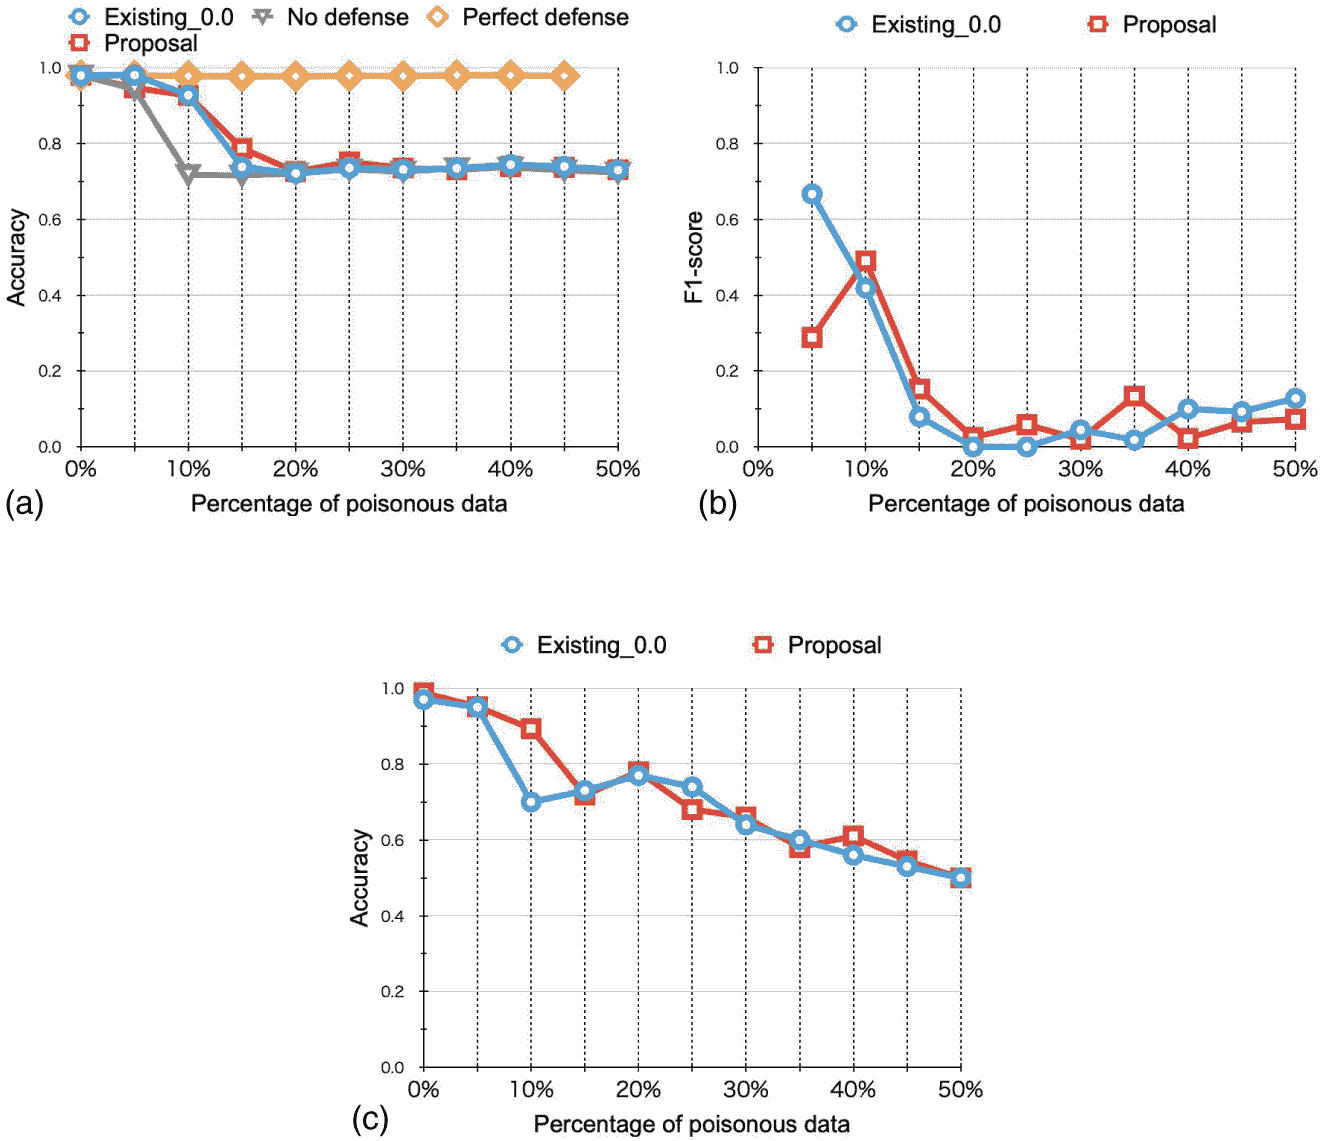 Existing_0.0 No defense Perfect defense
Proposal
1.0
0.8
0.6
0.4
0.2
0.0
Accuracy
0% 10% 20% 30% 40% 50%
Percentage of poisonous data
(a)
Existing_0.0 Proposal
1.0
0.8
0.6
0.4
0.2
0.0
F1-score
0% 10% 20% 30% 40% 50%
Percentage of poisonous data
(b)
Existing_0.0 Proposal
1.0
0.8
0.6
0.4
0.2
0.0
Accuracy
0% 10% 20% 30% 40% 50%
Percentage of poisonous data
(c)